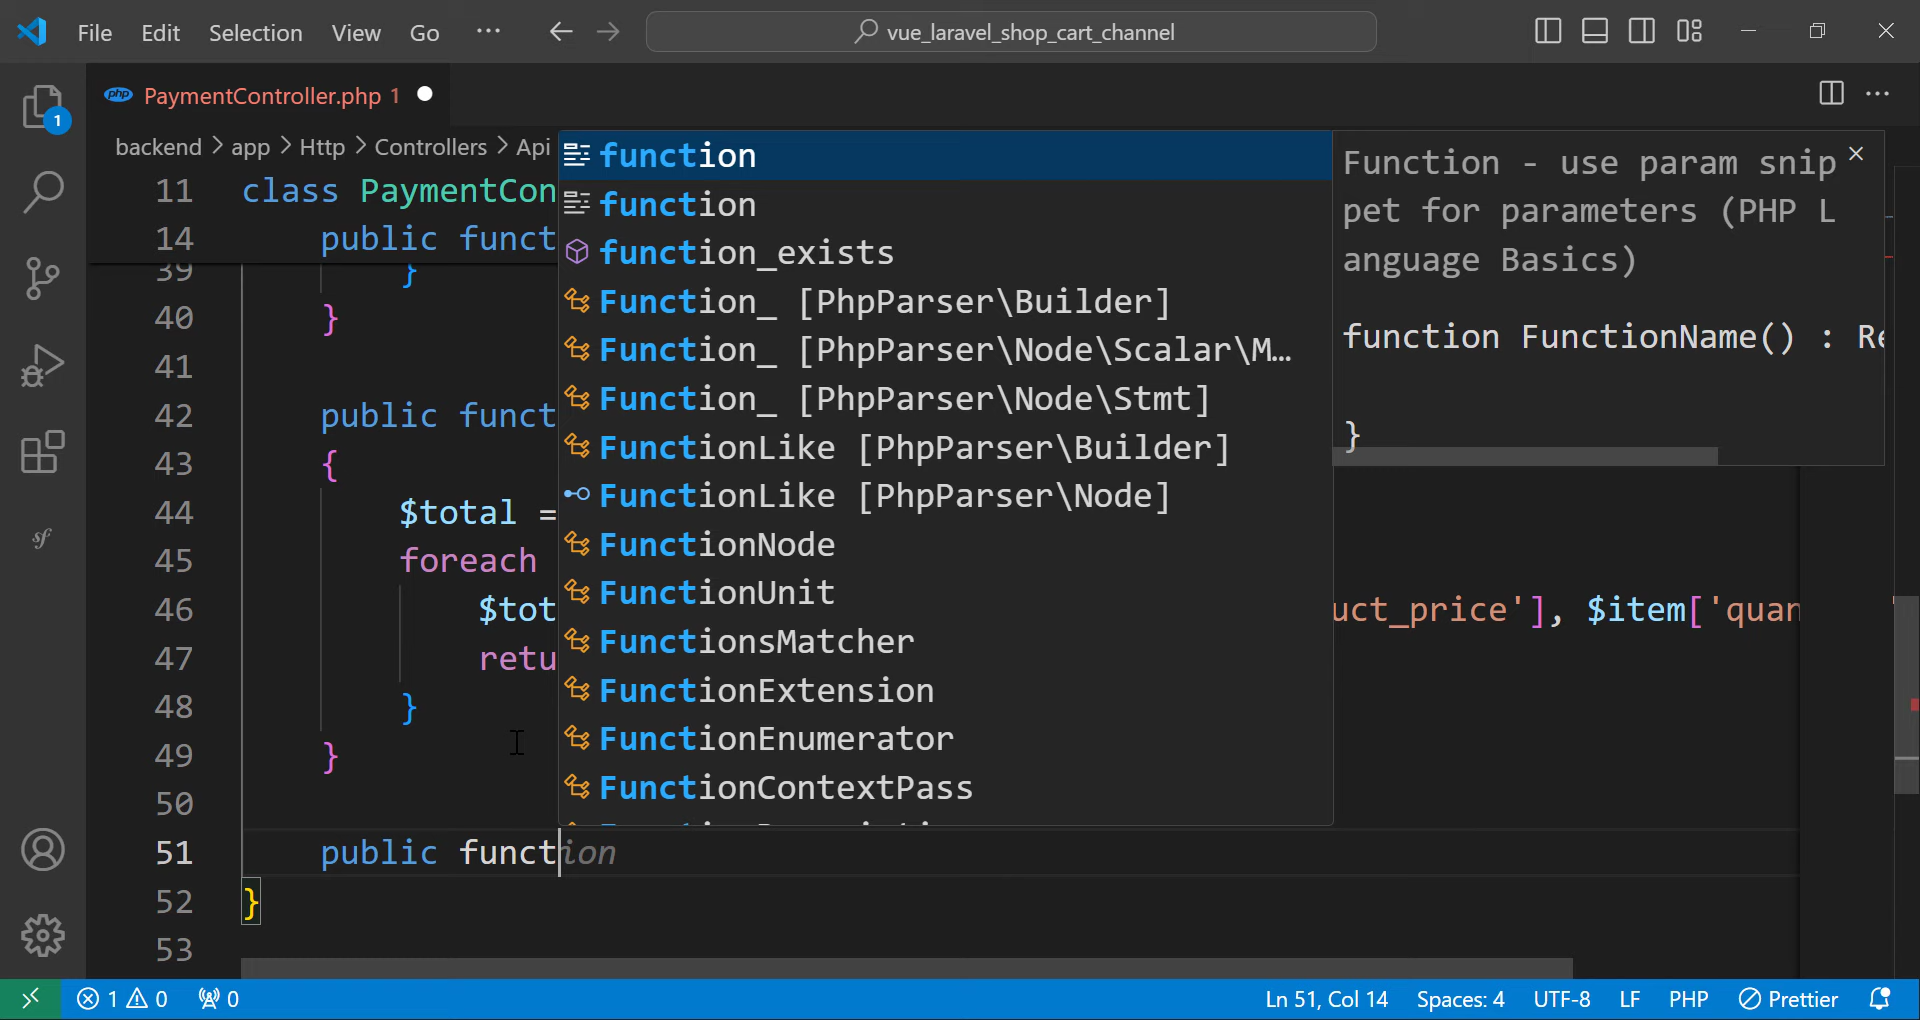 File Edit Selection View Go ··· vue_laravel_shop_cart_channel
1
php PaymentController.php 1
backend > app > Http > Controllers > Api
11 class PaymentCon
14 public funct
39 }
40 }
41
42 public funct
43 {
44 $total =
45 foreach
46 $tot uct_price'], $item['quan
47 retu
48 }
49 }
50
51 public function
52 }
53
function
function
function_exists
Function_ [PhpParser\Builder]
Function_ [PhpParser\Node\Scalar\M…
Function_ [PhpParser\Node\Stmt]
FunctionLike [PhpParser\Builder]
FunctionLike [PhpParser\Node]
FunctionNode
FunctionUnit
FunctionsMatcher
FunctionExtension
FunctionEnumerator
FunctionContextPass
Function - use param snip
pet for parameters (PHP L
anguage Basics)
function FunctionName() : Re
}
sf
1 0 0 Ln 51, Col 14 Spaces: 4 UTF-8 LF PHP Prettier